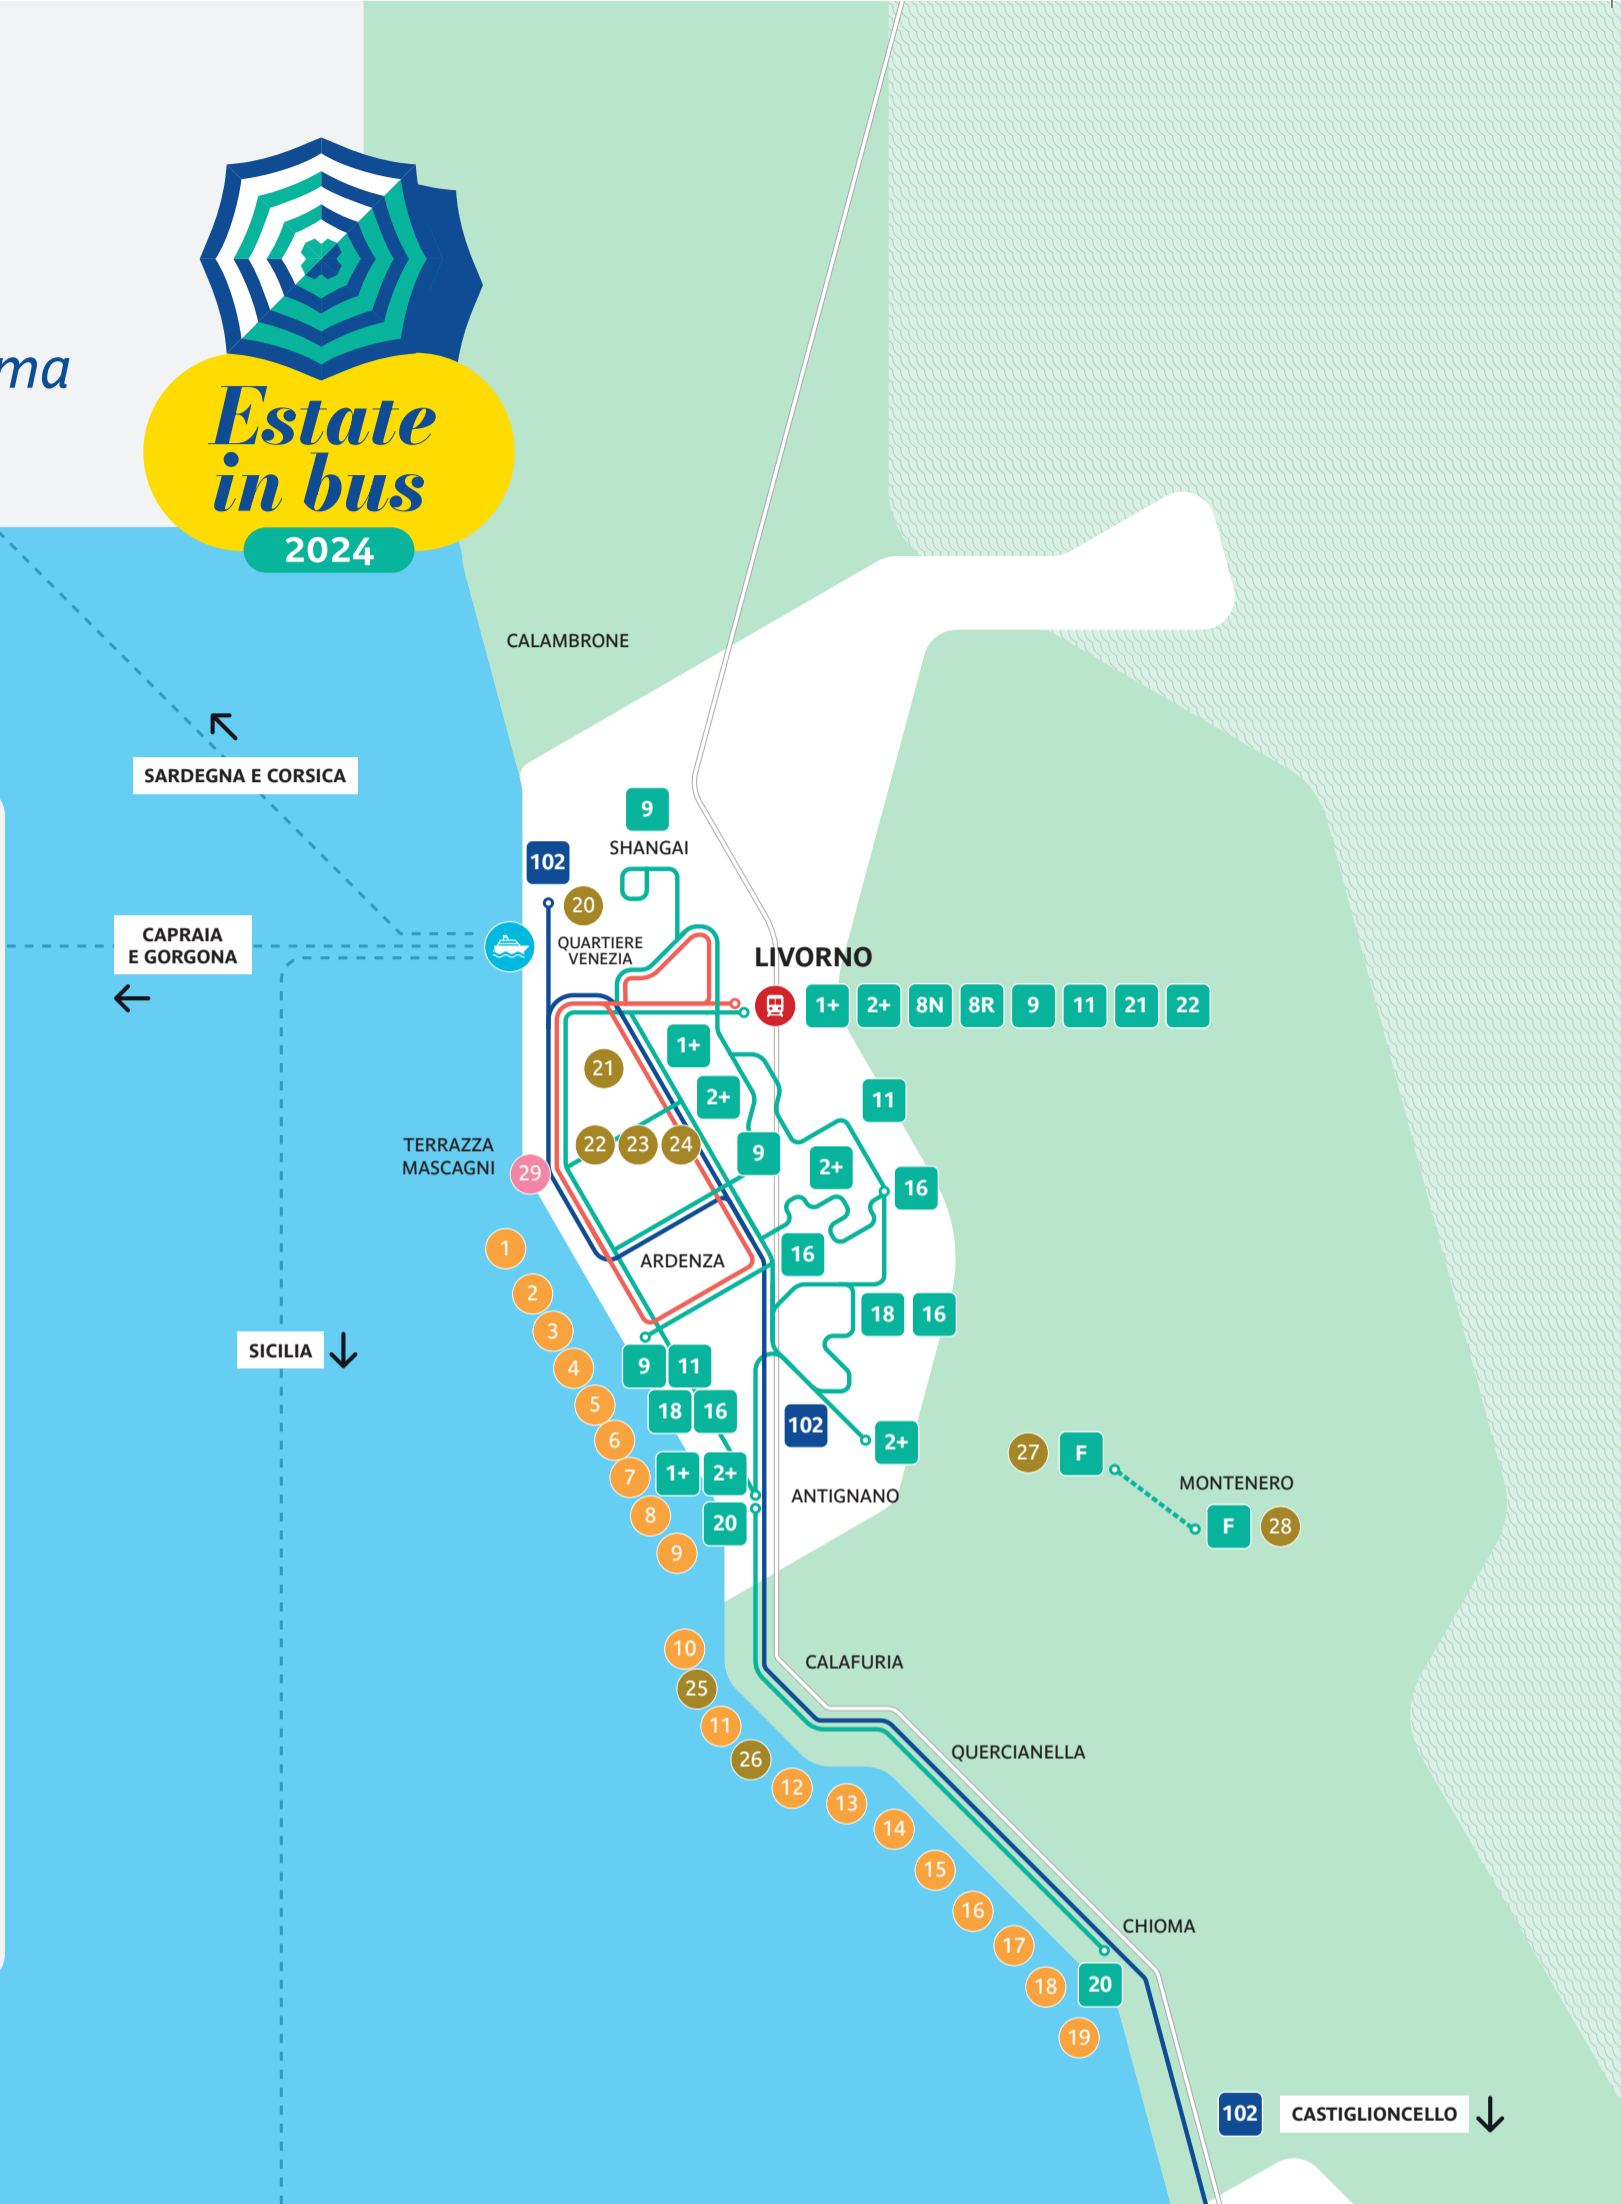 ma
Estate
in bus
2024
CALAMBRONE
SARDEGNA E CORSICA
9
SHANGAI
102
20
CAPRAIA
E GORGONA
QUARTIERE
VENEZIA
LIVORNO
1+ 2+ 8N 8R 9 11 21 22
1+
21
2+
11
TERRAZZA
MASCAGNI
22 23 24
9
2+
29
16
1
ARDENZA
16
2
3
18 16
SICILIA
4
9 11
5
18 16
102
6
2+
7
1+ 2+
27 F
MONTENERO
8
ANTIGNANO
20
F 28
9
10
CALAFURIA
25
11
26
QUERCIANELLA
12
13
14
15
16
CHIOMA
17
18
20
19
102 CASTIGLIONCELLO